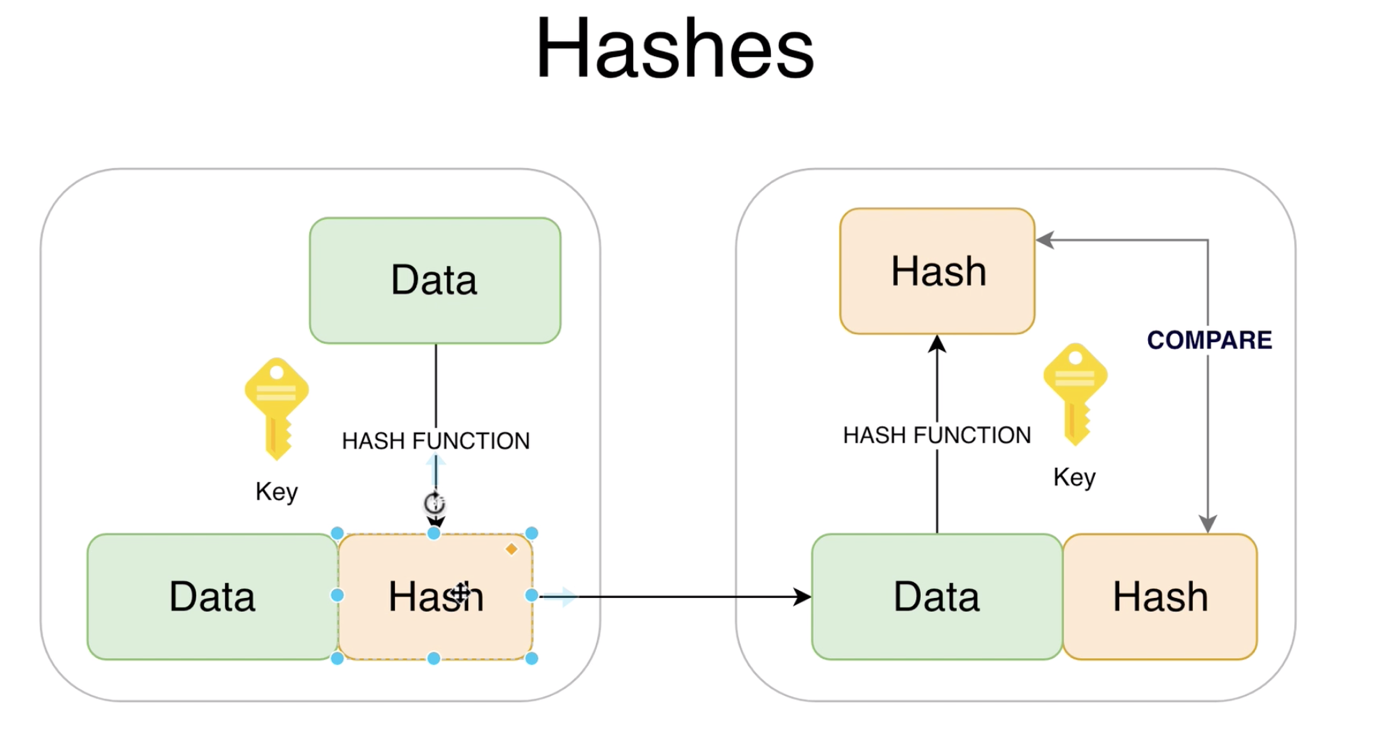 Hashes
Data
HASH FUNCTION
Key
Data
Hash
Hash
COMPARE
HASH FUNCTION
Key
Data
Hash